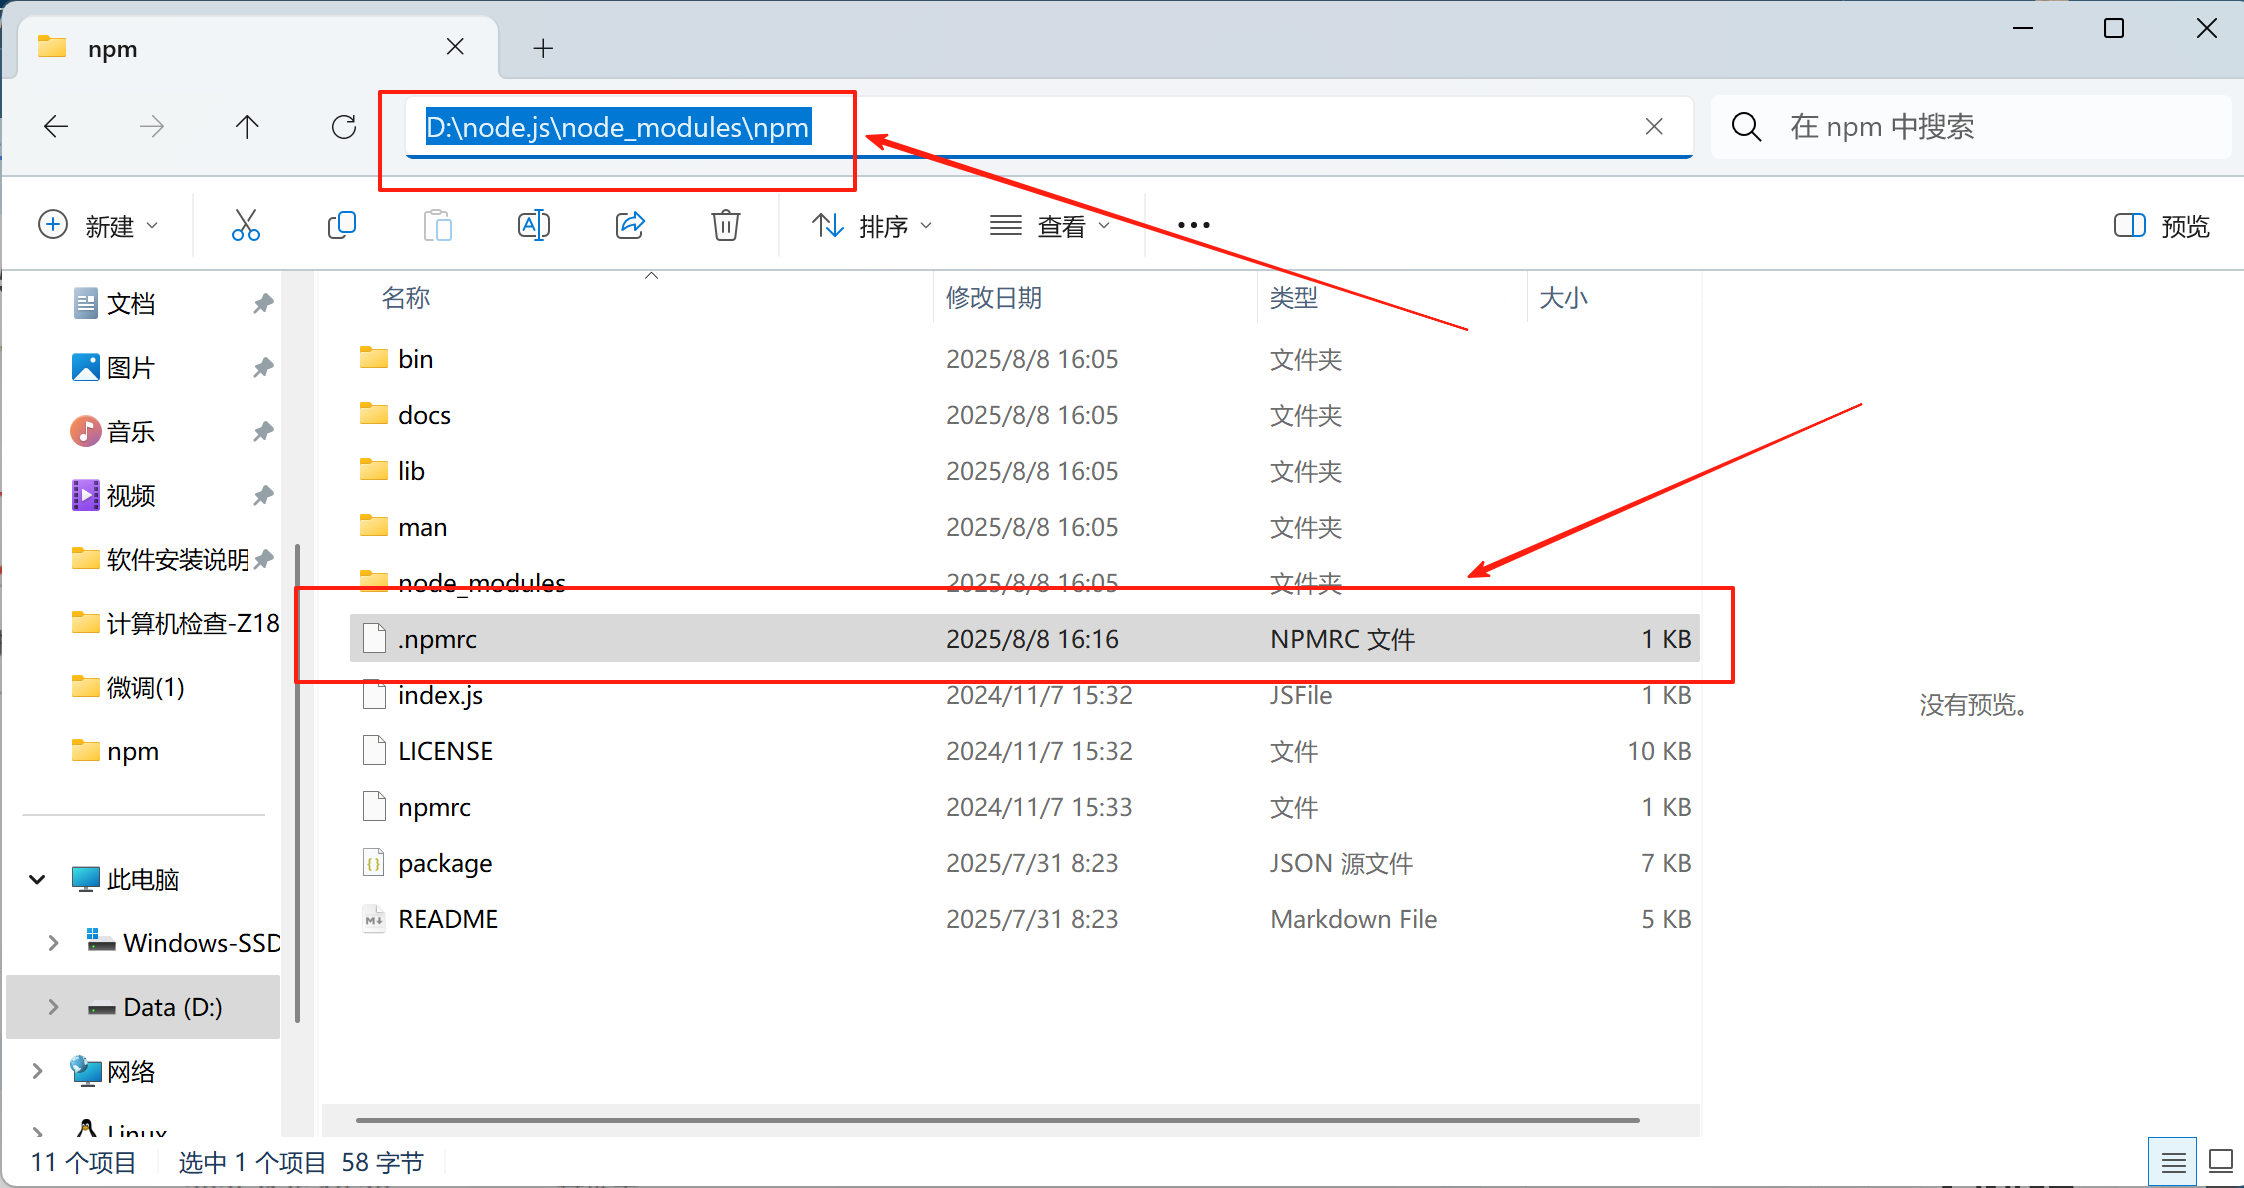 npm
D:\node.js\node_modules\npm
在 npm 中搜索
新建
排序
查看
预览
文档
图片
音乐
视频
软件安装说明
计算机检查-Z18
微调(1)
npm
此电脑
Windows-SSD
Data (D:)
网络
Linux
名称 修改日期 类型 大小
bin 2025/8/8 16:05 文件夹
docs 2025/8/8 16:05 文件夹
lib 2025/8/8 16:05 文件夹
man 2025/8/8 16:05 文件夹
node_modules 2025/8/8 16:05 文件夹
.npmrc 2025/8/8 16:16 NPMRC 文件 1 KB
index.js 2024/11/7 15:32 JSFile 1 KB
LICENSE 2024/11/7 15:32 文件 10 KB
npmrc 2024/11/7 15:33 文件 1 KB
package 2025/7/31 8:23 JSON 源文件 7 KB
README 2025/7/31 8:23 Markdown File 5 KB
没有预览。
11 个项目 选中 1 个项目 58 字节